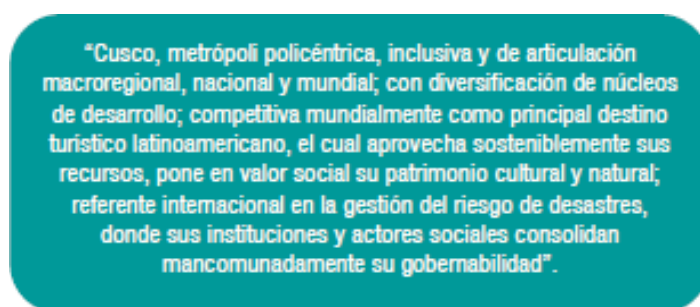 “Cusco, metrópoli policéntrica, inclusiva y de articulación
macroregional, nacional y mundial; con diversificación de núcleos
de desarrollo; competitiva mundialmente como principal destino
turístico latinoamericano, el cual aprovecha sosteniblemente sus
recursos, pone en valor social su patrimonio cultural y natural;
referente internacional en la gestión del riesgo de desastres,
donde sus instituciones y actores sociales consolidan
mancomunadamente su gobernabilidad”.